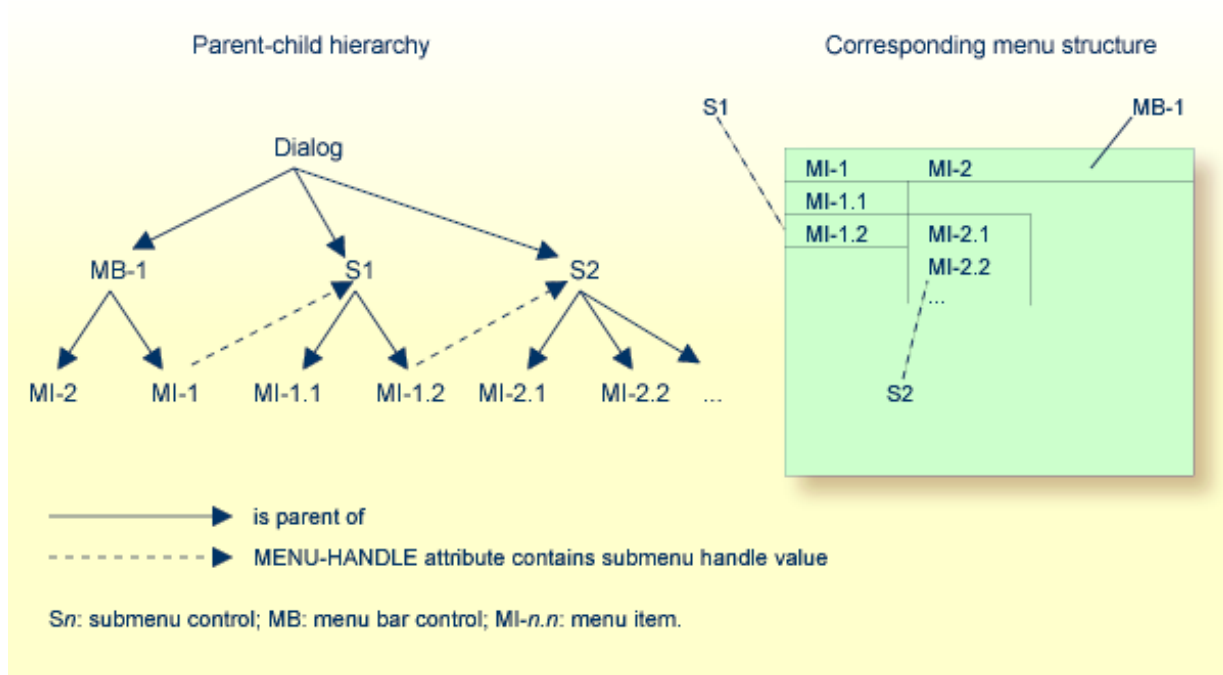 Parent-child hierarchy
Corresponding menu structure
S1
MB-1
Dialog
MI-1 MI-2
MI-1.1
MI-1.2 MI-2.1
MI-2.2
...
MB-1 S1 S2
MI-2 MI-1 MI-1.1 MI-1.2 MI-2.1 MI-2.2 ...
S2
is parent of
MENU-HANDLE attribute contains submenu handle value
Sn: submenu control; MB: menu bar control; MI-n.n: menu item.